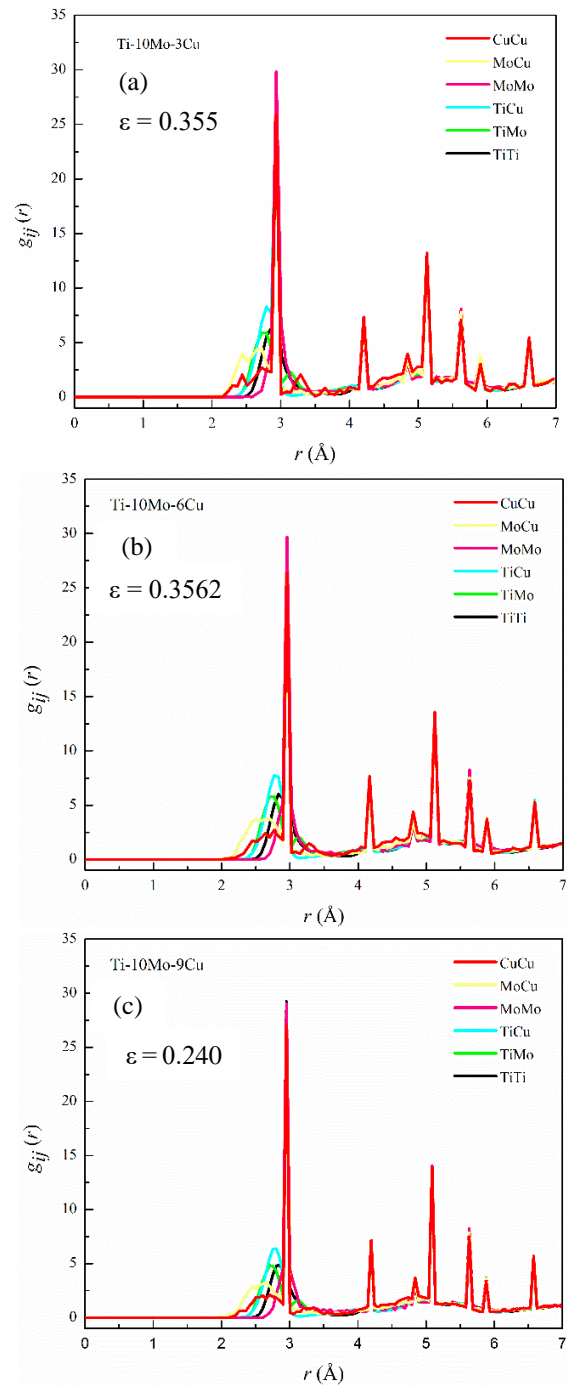 Ti-10Mo-3Cu
(a)
ε = 0.355
CuCu
MoCu
MoMo
TiCu
TiMo
TiTi
35
30
25
20
15
10
5
0
g_ij (r)
0 1 2 3 4 5 6 7
r (Å)
Ti-10Mo-6Cu
(b)
ε = 0.3562
CuCu
MoCu
MoMo
TiCu
TiMo
TiTi
35
30
25
20
15
10
5
0
g_ij (r)
0 1 2 3 4 5 6 7
r (Å)
Ti-10Mo-9Cu
(c)
ε = 0.240
CuCu
MoCu
MoMo
TiCu
TiMo
TiTi
35
30
25
20
15
10
5
0
g_ij (r)
0 1 2 3 4 5 6 7
r (Å)